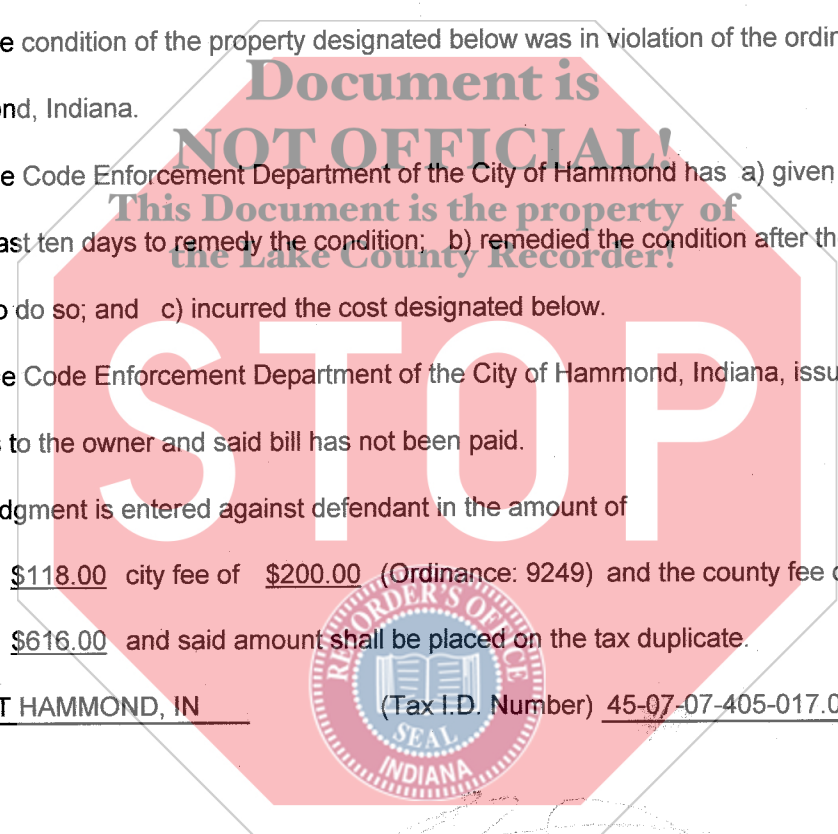 e condition of the property designated below was in violation of the ordin
Document is
nd, Indiana.
NOT OFFICIAL!
e Code Enforcement Department of the City of Hammond has a) given
This Document is the property of
ast ten days to remedy the condition; b) remedied the condition after th
the Lake County Recorder!
o do so; and c) incurred the cost designated below.
STOP
e Code Enforcement Department of the City of Hammond, Indiana, issu
s to the owner and said bill has not been paid.
dgment is entered against defendant in the amount of
$118.00 city fee of $200.00 (Ordinance: 9249) and the county fee o
RECORDER'S OFFICE
$616.00 and said amount shall be placed on the tax duplicate.
T HAMMOND, IN (Tax I.D. Number) 45-07-07-405-017.0
SEAL
INDIANA